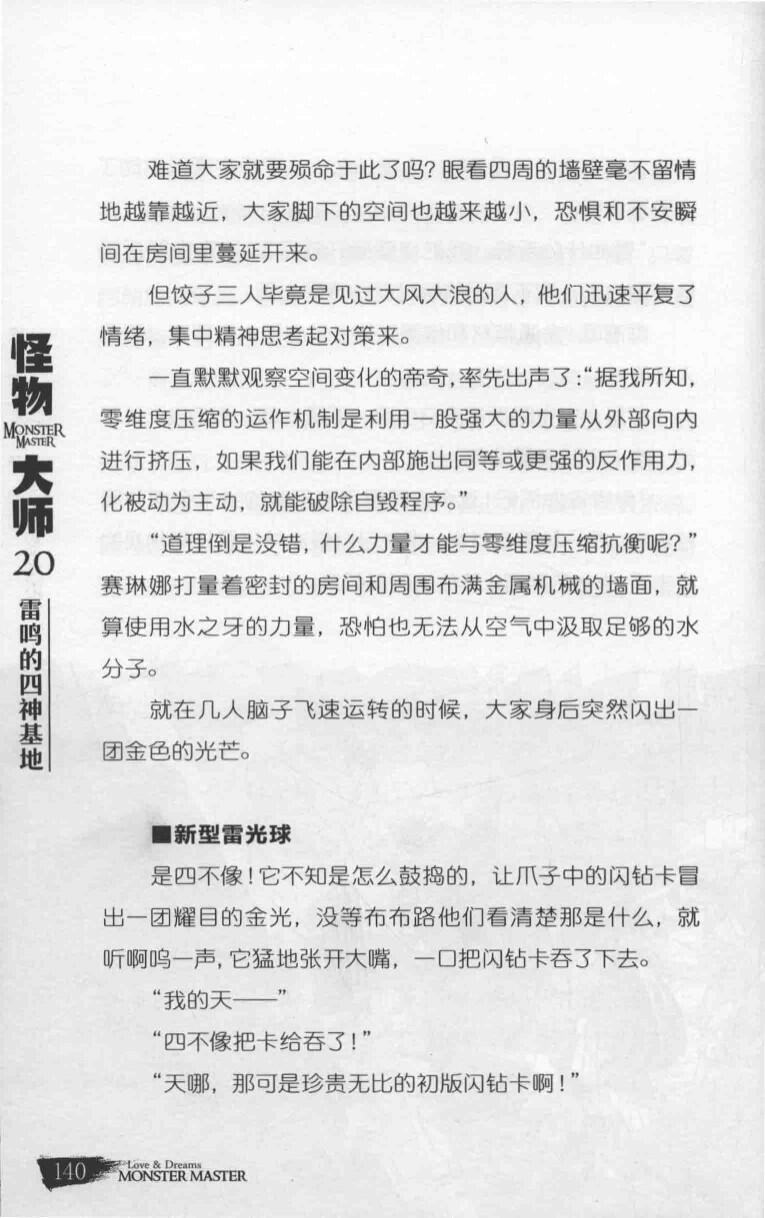 难道大家就要殒命于此了吗？眼看四周的墙壁毫不留情
地越靠越近，大家脚下的空间也越来越小，恐惧和不安瞬
间在房间里蔓延开来。
但饺子三人毕竟是见过大风大浪的人，他们迅速平复了
情绪，集中精神思考起对策来。
一直默默观察空间变化的帝奇，率先出声了：“据我所知，
零维度压缩的运作机制是利用一股强大的力量从外部向内
进行挤压，如果我们能在内部施出同等或更强的反作用力，
化被动为主动，就能破除自毁程序。”
“道理倒是没错，什么力量才能与零维度压缩抗衡呢？”
赛琳娜打量着密封的房间和周围布满金属机械的墙面，就
算使用水之牙的力量，恐怕也无法从空气中汲取足够的水
分子。
就在几人脑子飞速运转的时候，大家身后突然闪出一
团金色的光芒。
■新型雷光球
是四不像！它不知是怎么鼓捣的，让爪子中的闪钻卡冒
出一团耀目的金光，没等布布路他们看清楚那是什么，就
听啊呜一声，它猛地张开大嘴，一口把闪钻卡吞了下去。
“我的天——”
“四不像把卡给吞了！”
“天哪，那可是珍贵无比的初版闪钻卡啊！”
怪物
MONSTER
MASTER
大师
20
雷鸣的四神基地
140
Love & Dreams
MONSTER MASTER